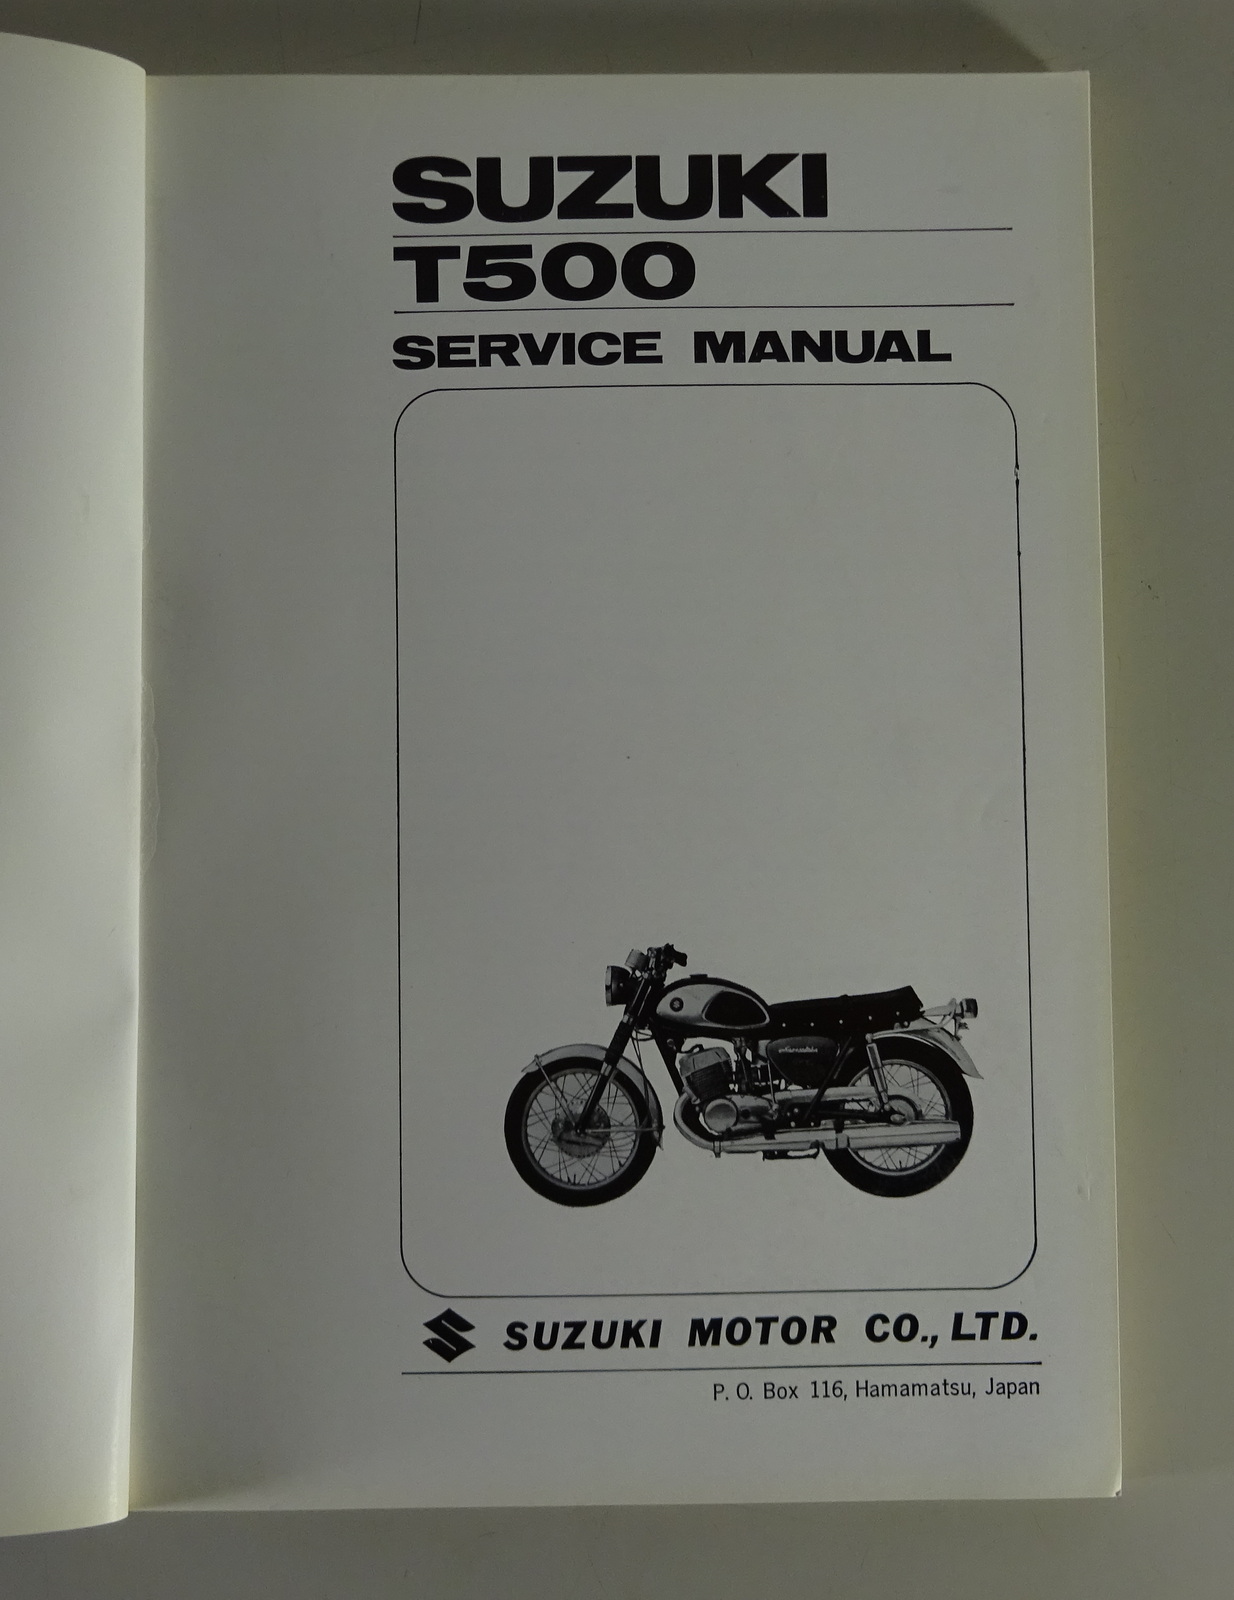 SUZUKI
T500
SERVICE MANUAL
SUZUKI MOTOR CO., LTD.
P. O. Box 116, Hamamatsu, Japan